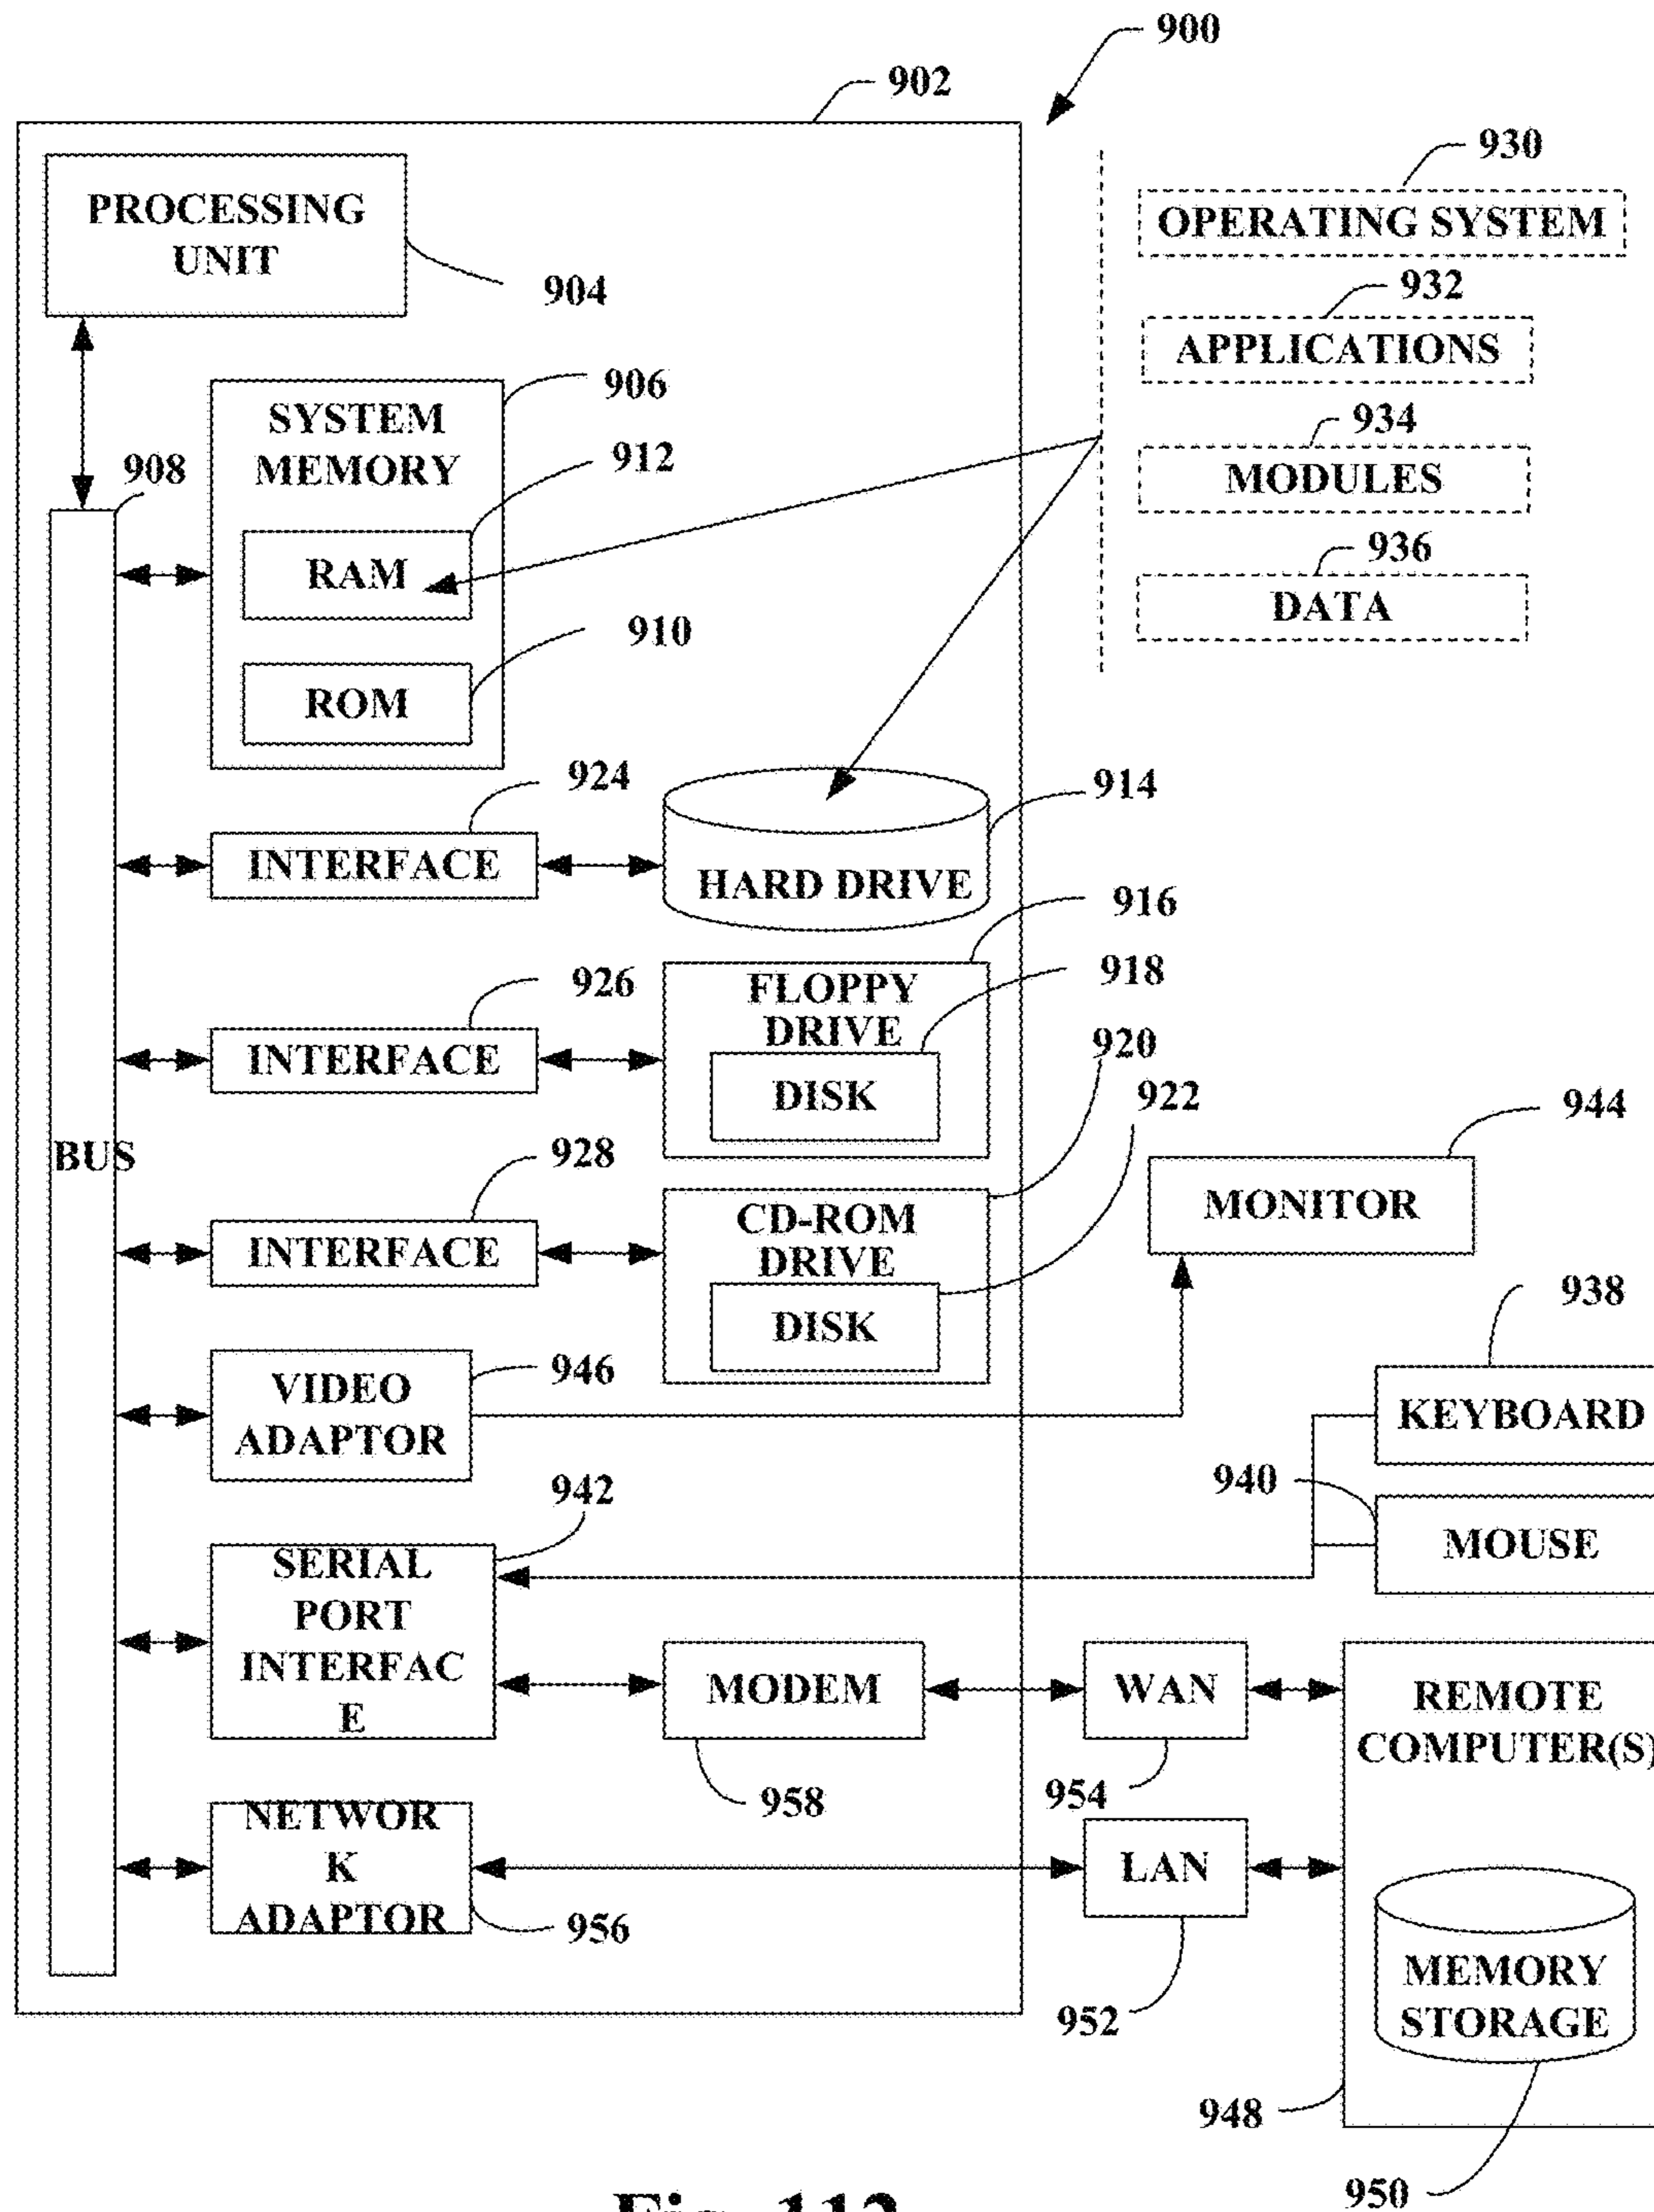 900
902
930
PROCESSING
UNIT
904
OPERATING SYSTEM
932
APPLICATIONS
906
SYSTEM
MEMORY
912
934
MODULES
908
RAM
936
DATA
910
ROM
924
INTERFACE
914
HARD DRIVE
916
926
INTERFACE
FLOPPY
DRIVE
918
DISK
920
922
944
BUS
928
INTERFACE
CD-ROM
DRIVE
DISK
MONITOR
938
946
VIDEO
ADAPTOR
KEYBOARD
940
942
MOUSE
SERIAL
PORT
INTERFAC
E
MODEM
WAN
REMOTE
COMPUTER(S)
958
954
NETWOR
K
ADAPTOR
956
LAN
952
MEMORY
STORAGE
948
950
Fig. 112